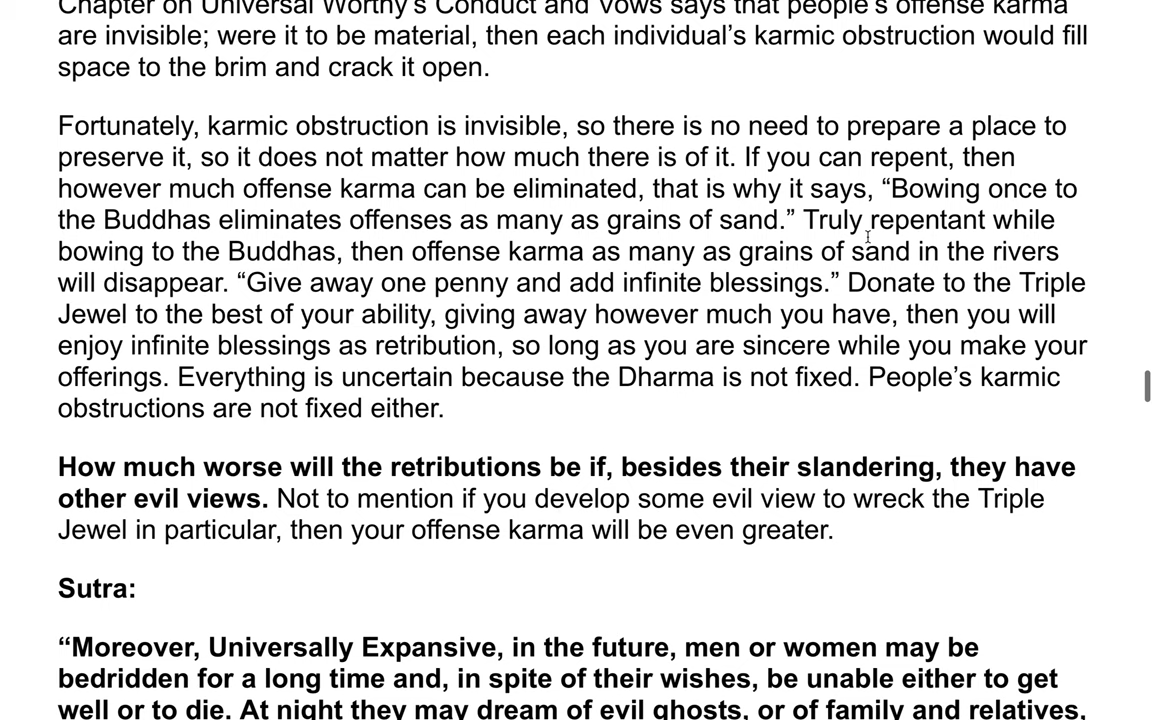 Chapter on Universal Worthy’s Conduct and Vows says that people’s offense karma
are invisible; were it to be material, then each individual’s karmic obstruction would fill
space to the brim and crack it open.
Fortunately, karmic obstruction is invisible, so there is no need to prepare a place to
preserve it, so it does not matter how much there is of it. If you can repent, then
however much offense karma can be eliminated, that is why it says, “Bowing once to
the Buddhas eliminates offenses as many as grains of sand.” Truly repentant while
bowing to the Buddhas, then offense karma as many as grains of sand in the rivers
will disappear. “Give away one penny and add infinite blessings.” Donate to the Triple
Jewel to the best of your ability, giving away however much you have, then you will
enjoy infinite blessings as retribution, so long as you are sincere while you make your
offerings. Everything is uncertain because the Dharma is not fixed. People’s karmic
obstructions are not fixed either.
How much worse will the retributions be if, besides their slandering, they have
other evil views. Not to mention if you develop some evil view to wreck the Triple
Jewel in particular, then your offense karma will be even greater.
Sutra:
“Moreover, Universally Expansive, in the future, men or women may be
bedridden for a long time and, in spite of their wishes, be unable either to get
well or to die. At night they may dream of evil ghosts, or of family and relatives,